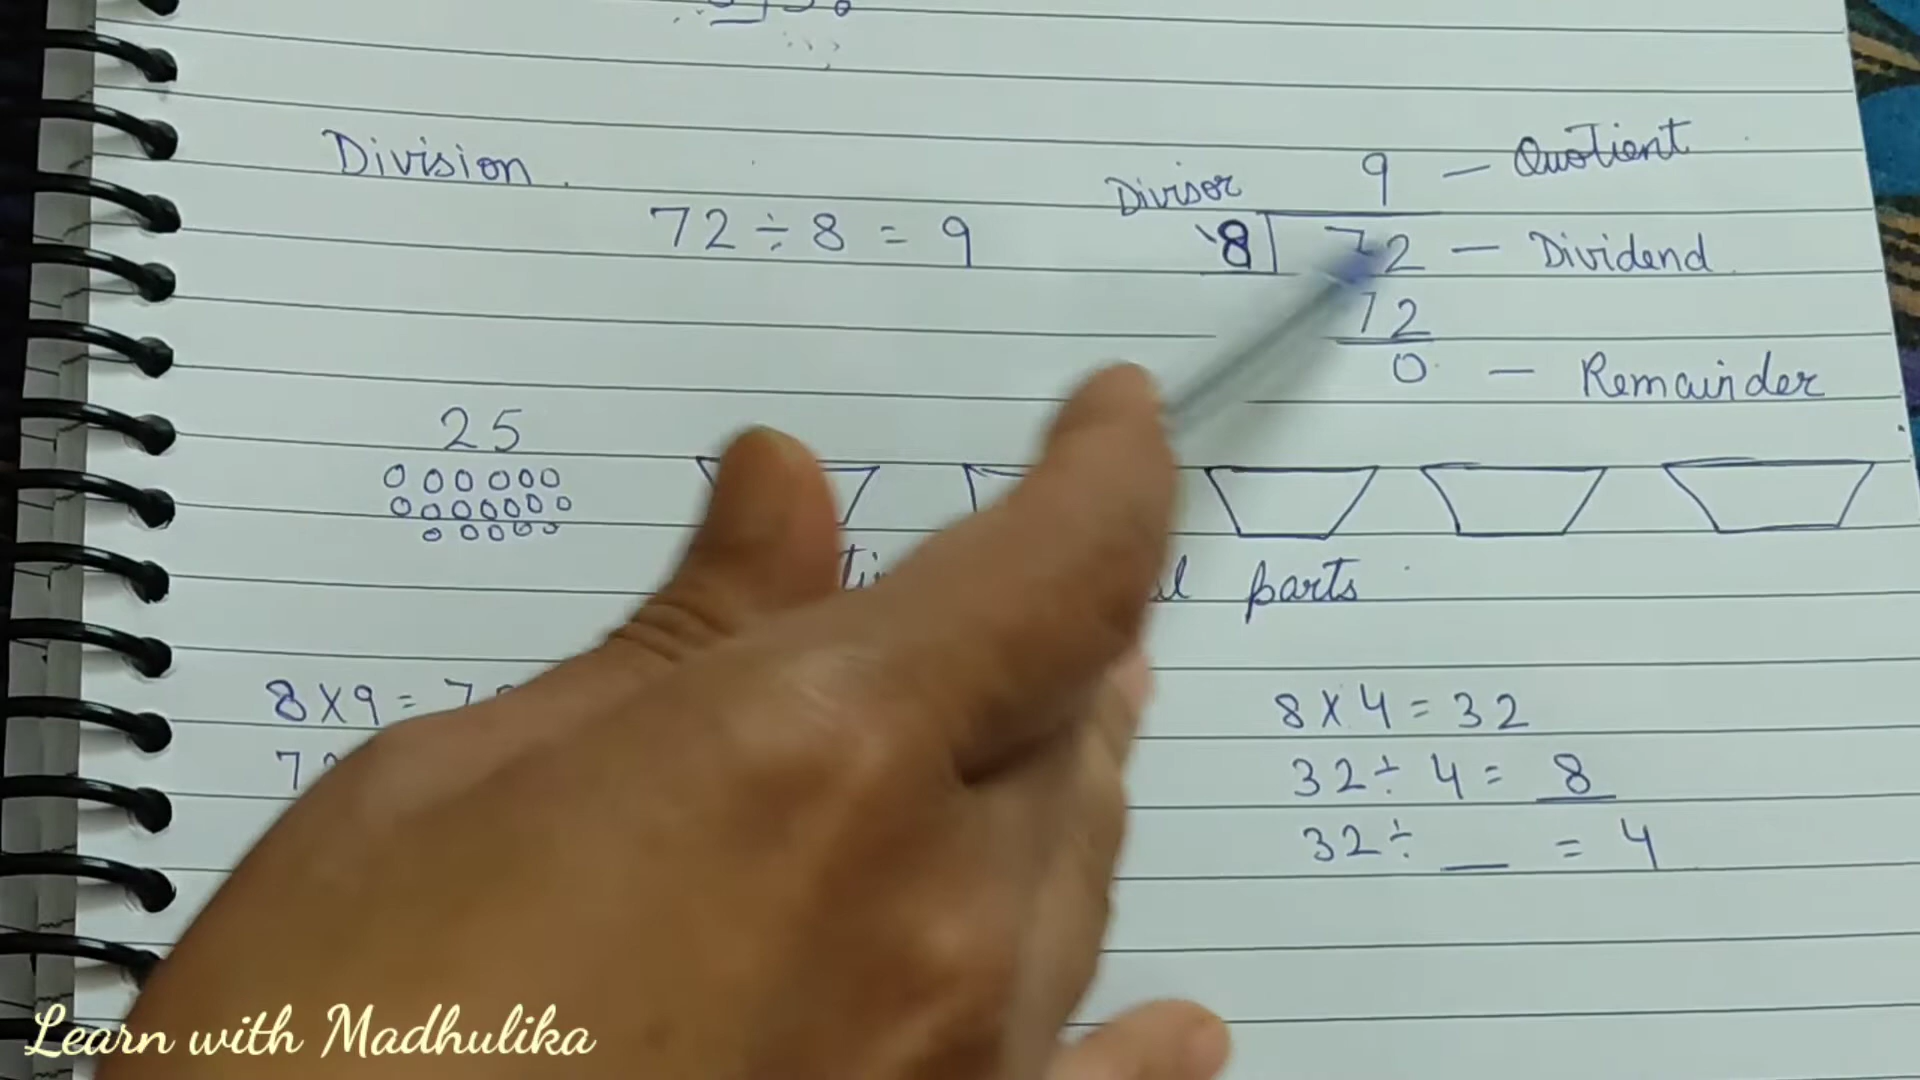 Division
Divisor 9 — Quotient
72 ÷ 8 = 9
8 72 — Dividend
72
0 — Remainder
25
parts
8 X 9 =
8 X 4 = 32
32 ÷ 4 = 8
32 ÷ __ = 4
Learn with Madhulika